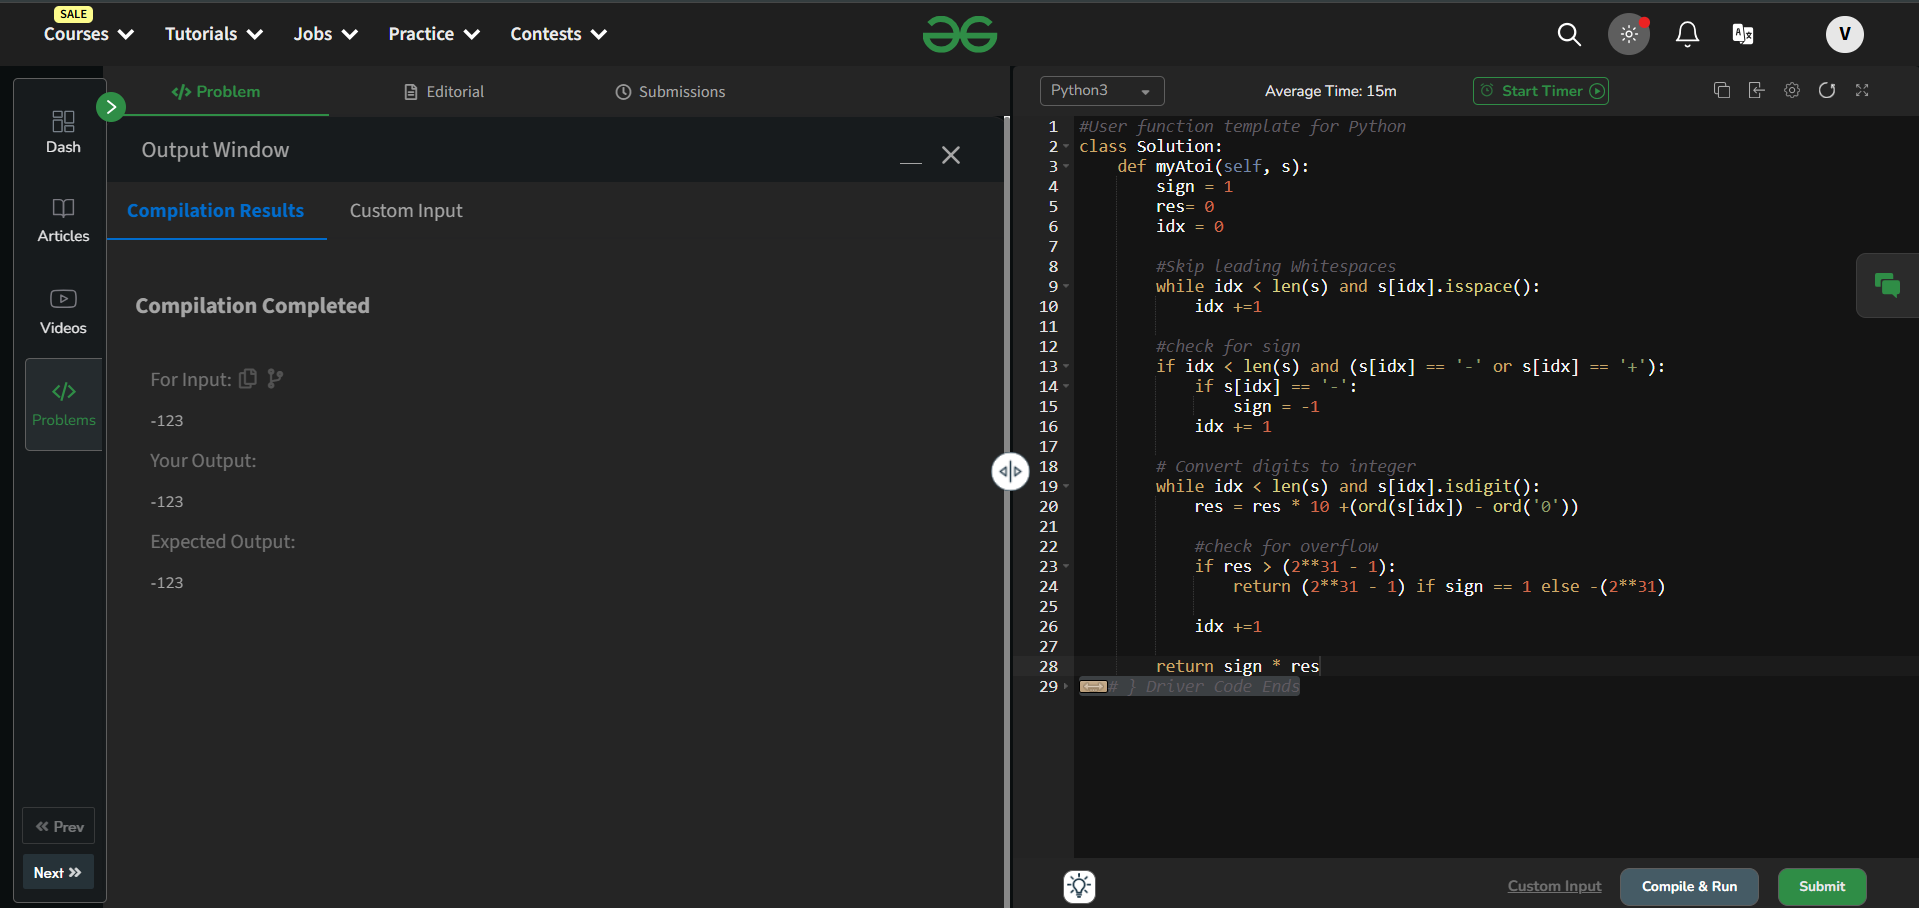 SALE
Courses Tutorials Jobs Practice Contests
V
Dash
Articles
Videos
Problems
Prev
Next
Problem Editorial Submissions
Output Window
Compilation Results Custom Input
Compilation Completed
For Input:
-123
Your Output:
-123
Expected Output:
-123
Python3 Average Time: 15m Start Timer
1 #User function template for Python
2 class Solution:
3 def myAtoi(self, s):
4 sign = 1
5 res= 0
6 idx = 0
7
8 #Skip leading Whitespaces
9 while idx < len(s) and s[idx].isspace():
10 idx +=1
11
12 #check for sign
13 if idx < len(s) and (s[idx] == '-' or s[idx] == '+'):
14 if s[idx] == '-':
15 sign = -1
16 idx += 1
17
18 # Convert digits to integer
19 while idx < len(s) and s[idx].isdigit():
20 res = res * 10 +(ord(s[idx]) - ord('0'))
21
22 #check for overflow
23 if res > (2**31 - 1):
24 return (2**31 - 1) if sign == 1 else -(2**31)
25
26 idx +=1
27
28 return sign * res
29 # } Driver Code Ends
Custom Input Compile & Run Submit